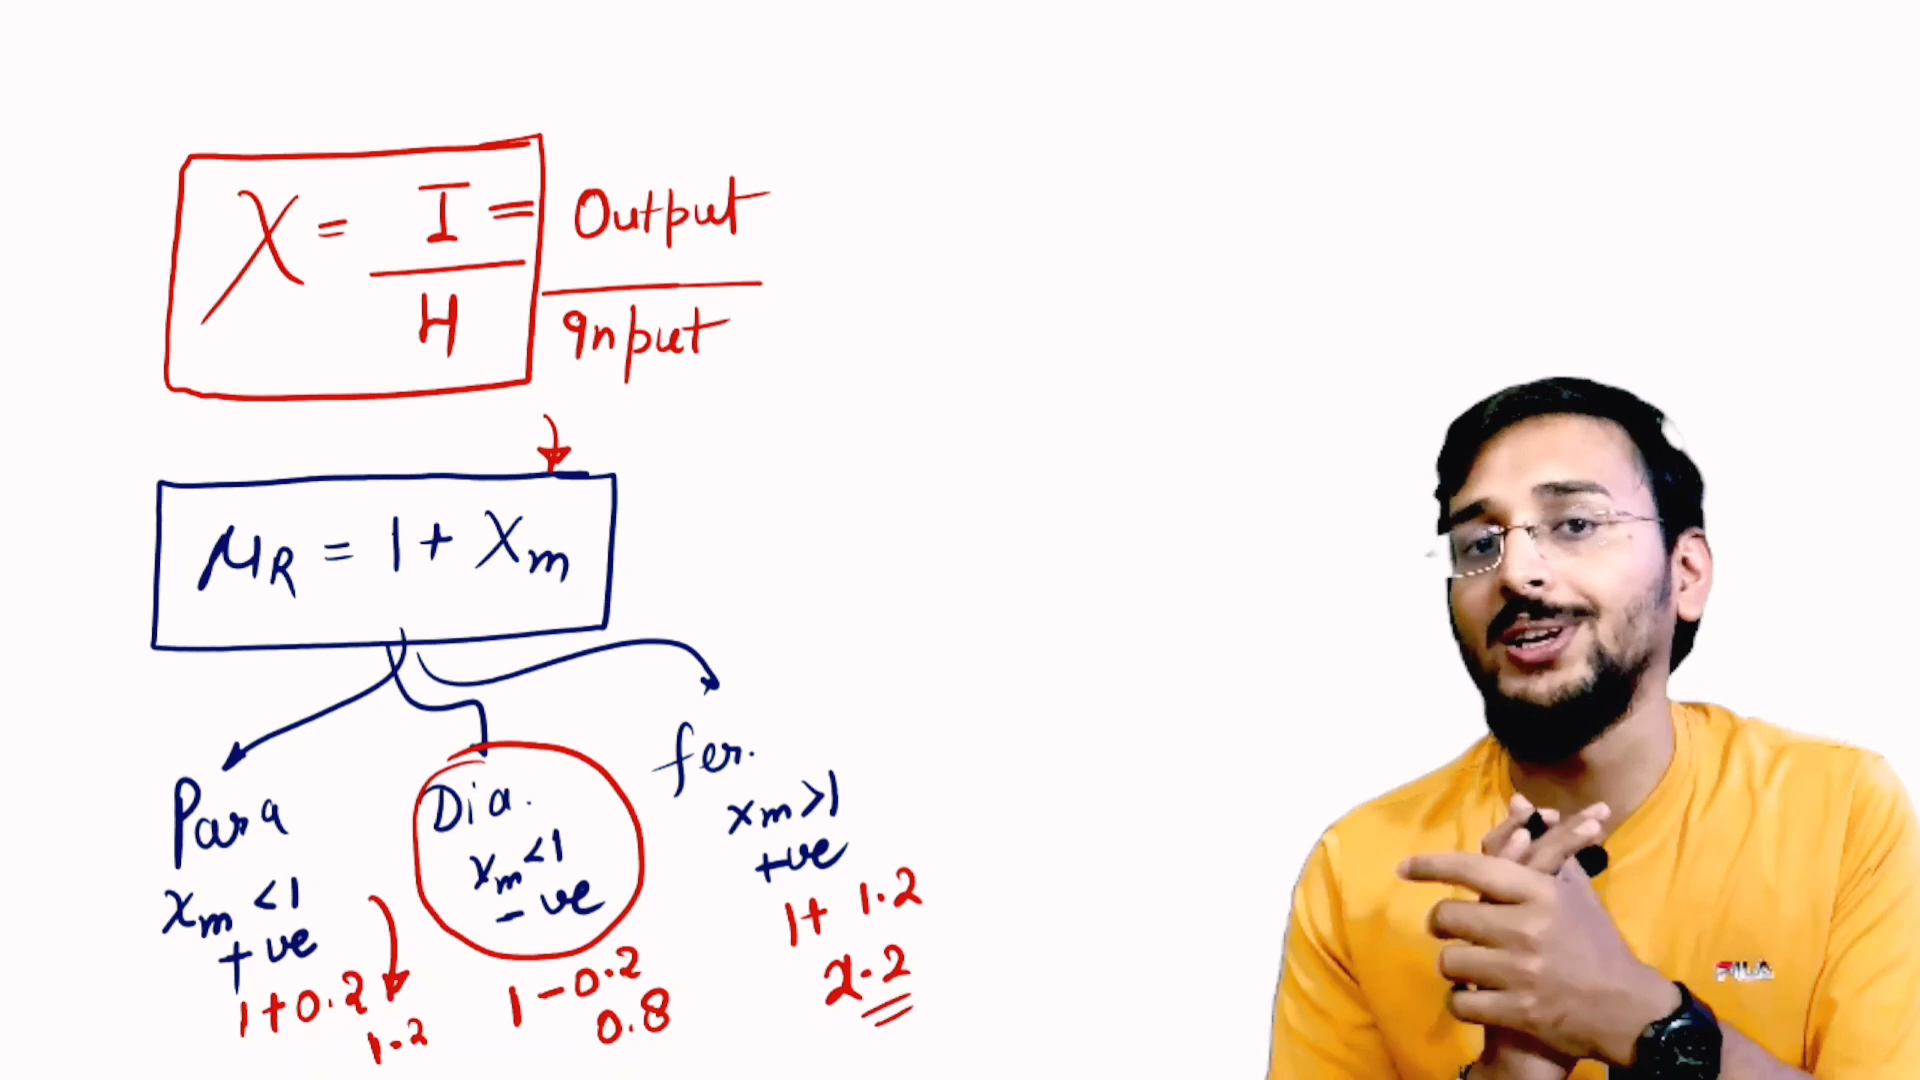 χ = I/H = Output/Input
μR = 1 + Xm
Para
xm <1
+ve
1+0.2
1.2
Dia.
xm <1
-ve
1-0.2
0.8
fer.
xm >1
+ve
1+ 1.2
2.2
FILA